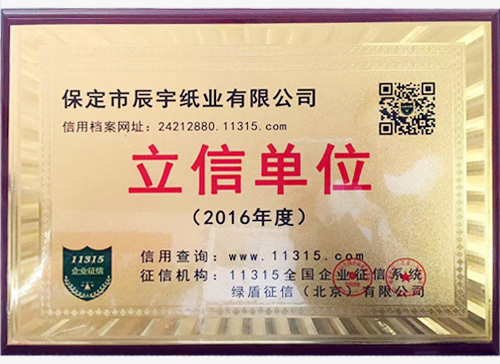 保定市辰宇纸业有限公司
信用档案网址：24212880.11315.com
立信单位
（2016年度）
11315
企业征信
信用查询：www.11315.com
征信机构：11315全国企业征信系统
绿盾征信（北京）有限公司